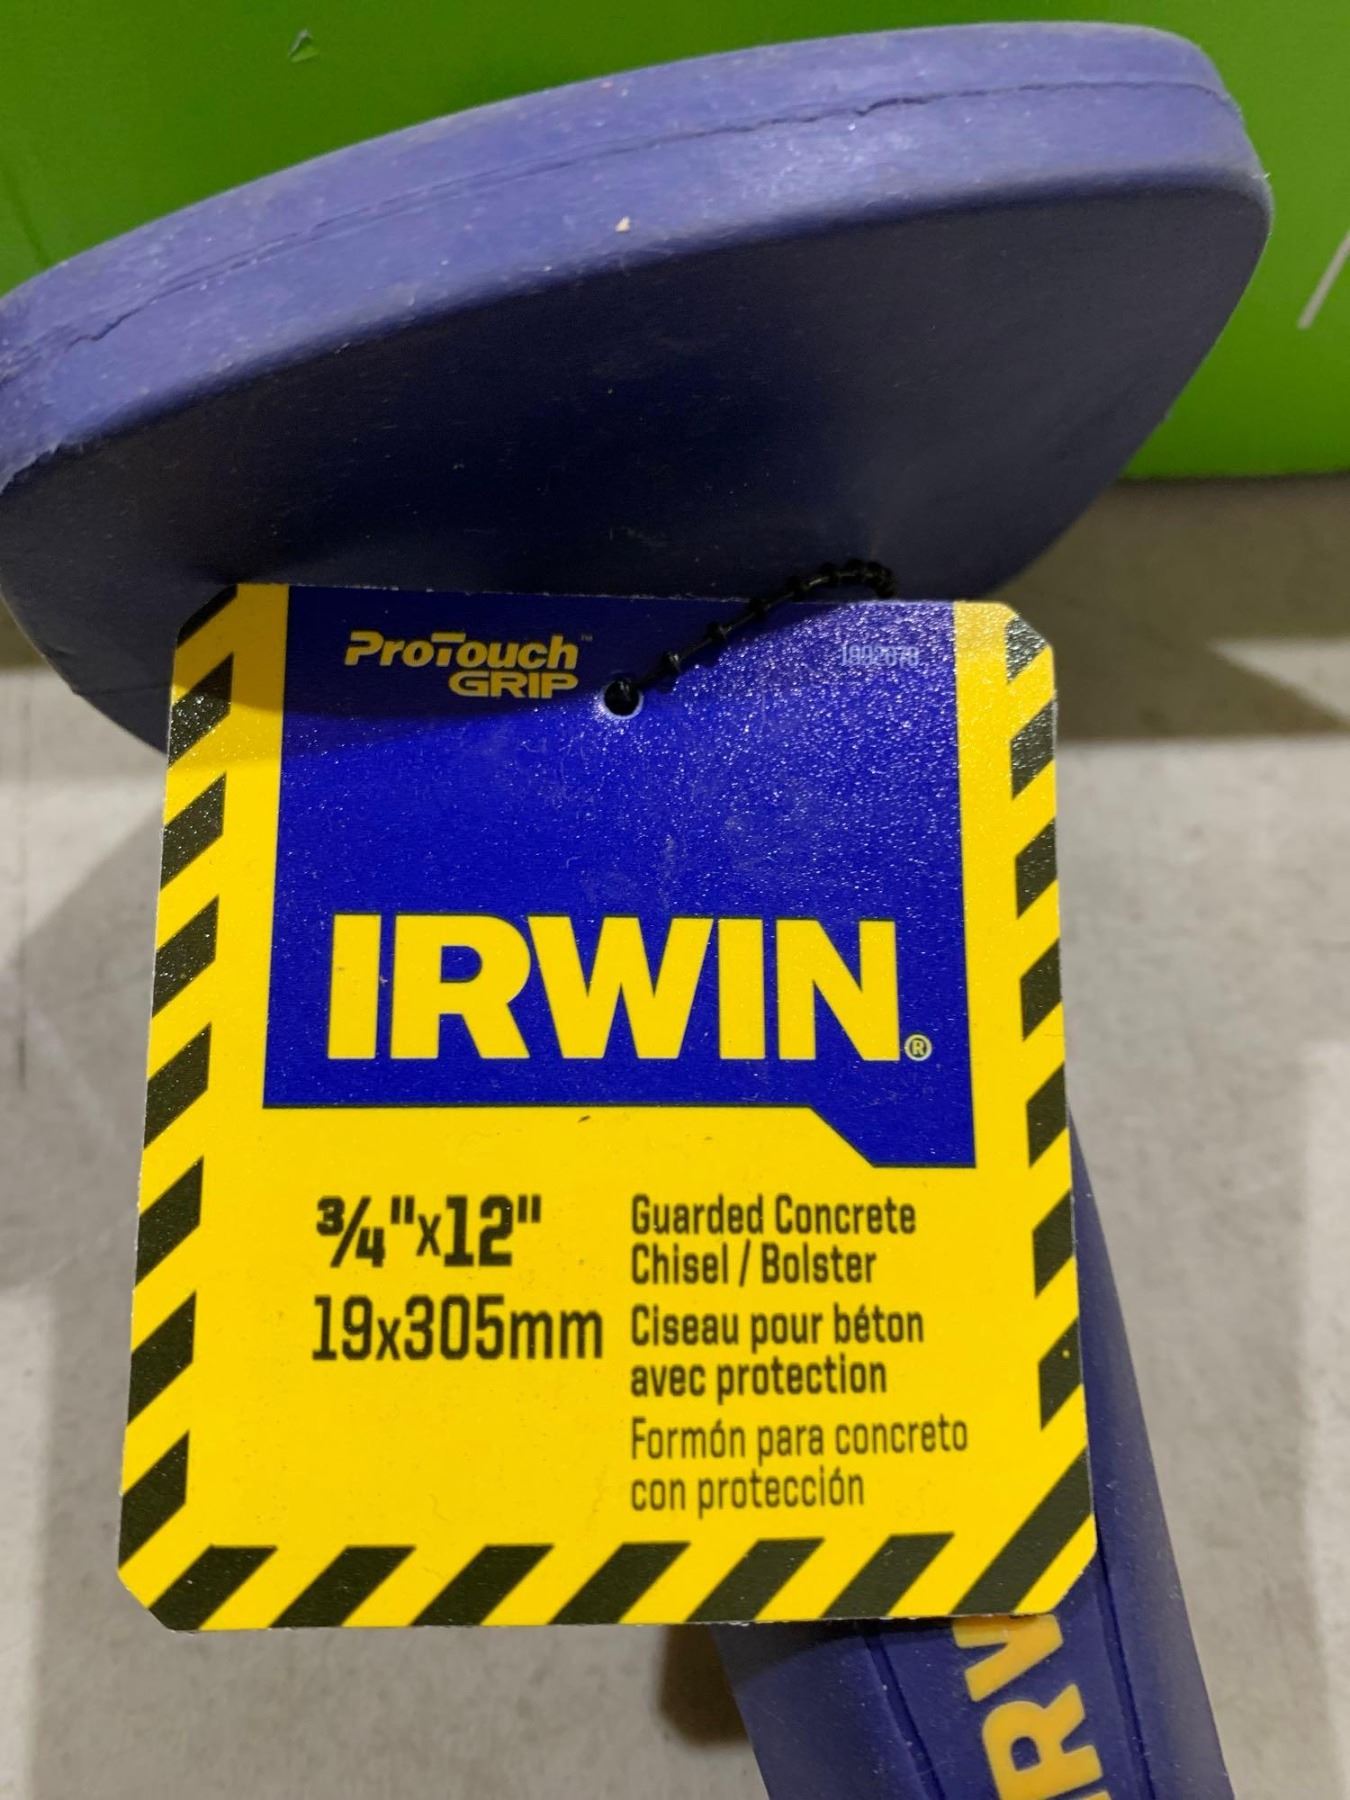 ProTouch™
GRIP
IRWIN®
¾"x12"
19x305mm
Guarded Concrete
Chisel / Bolster
Ciseau pour béton
avec protection
Formón para concreto
con protección